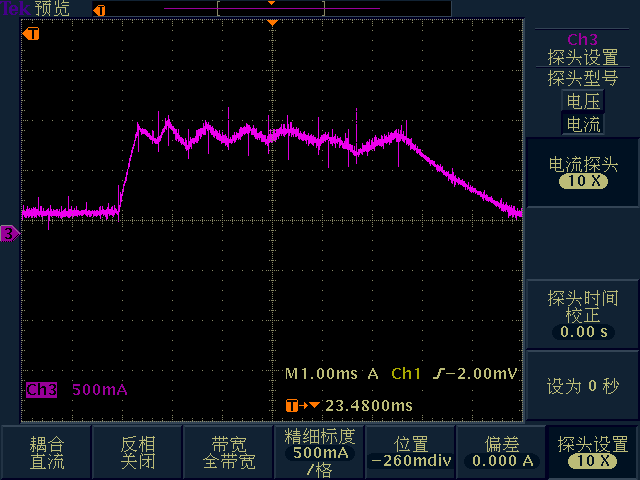 Tek 预览
T
T
Ch3
探头设置
探头型号
电压
电流
电流探头
10 X
3
探头时间
校正
0.00 s
M1.00ms A Ch1 -2.00mV
Ch3 500mA
T 23.4800ms
设为 0 秒
耦合
直流
反相
关闭
带宽
全带宽
精细标度
500mA
/格
位置
-260mdiv
偏差
0.000 A
探头设置
10 X